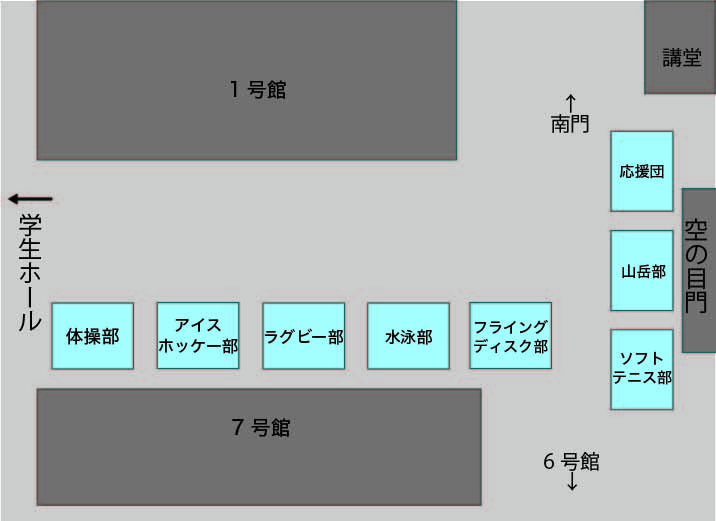 講堂
1号館
↑
南門
応援団
←
学生ホール
空の目門
山岳部
体操部
アイス
ホッケー部
ラグビー部
水泳部
フライング
ディスク部
ソフト
テニス部
7号館
6号館
↓